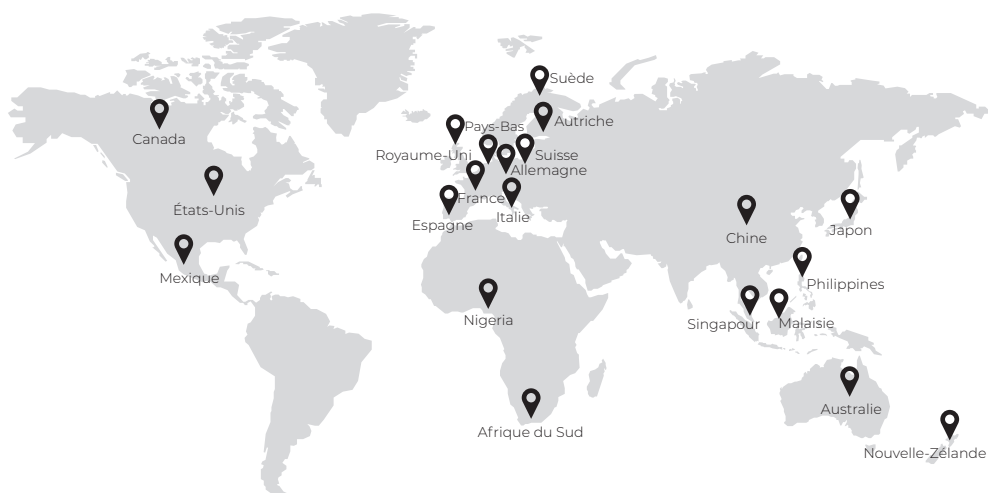 Suède
Canada
Pays-Bas
Autriche
Royaume-Uni
Suisse
Allemagne
France
États-Unis
Espagne
Italie
Chine
Japon
Mexique
Philippines
Nigeria
Singapour
Malaisie
Australie
Afrique du Sud
Nouvelle-Zélande